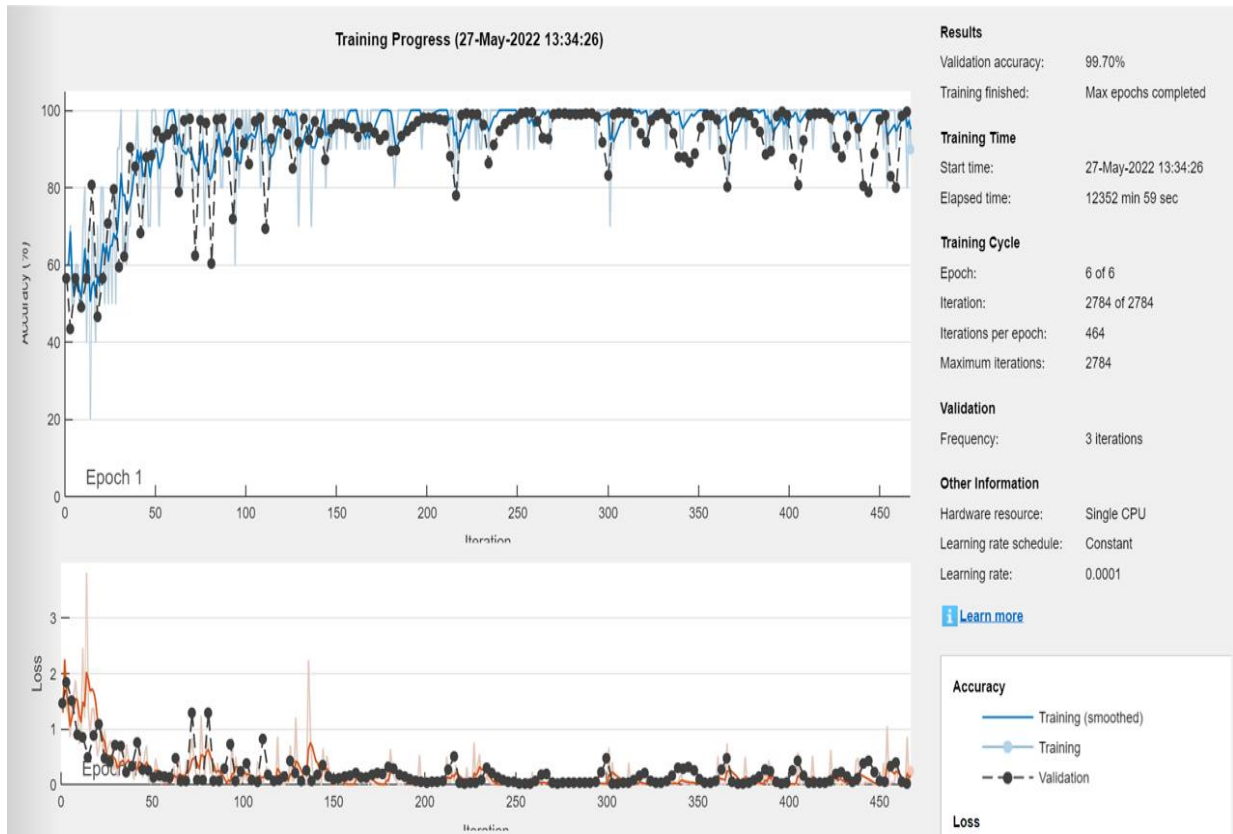 Training Progress (27-May-2022 13:34:26)
Accuracy (%)
100
80
60
40
20
0
Epoch 1
0 50 100 150 200 250 300 350 400 450
Iteration
Loss
3
2
1
0
Epoch
0 50 100 150 200 250 300 350 400 450
Iteration
Results
Validation accuracy: 99.70%
Training finished: Max epochs completed
Training Time
Start time: 27-May-2022 13:34:26
Elapsed time: 12352 min 59 sec
Training Cycle
Epoch: 6 of 6
Iteration: 2784 of 2784
Iterations per epoch: 464
Maximum iterations: 2784
Validation
Frequency: 3 iterations
Other Information
Hardware resource: Single CPU
Learning rate schedule: Constant
Learning rate: 0.0001
i Learn more
Accuracy
Training (smoothed)
Training
Validation
Loss